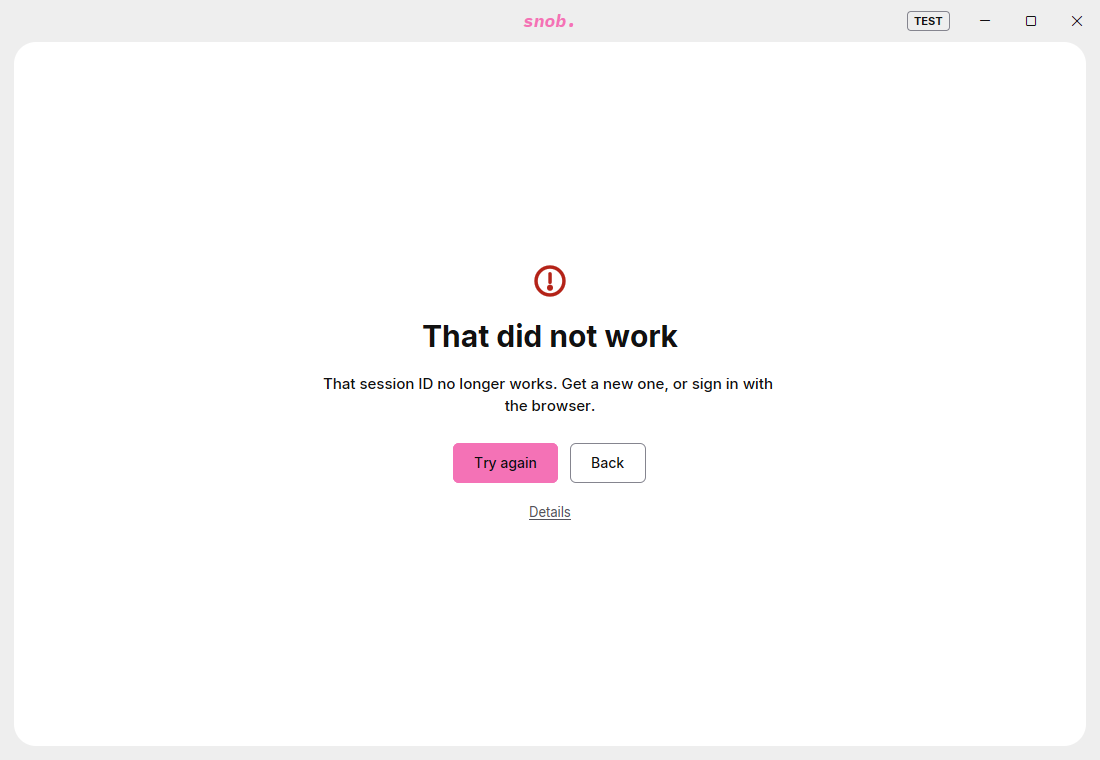 snob.
TEST
That did not work
That session ID no longer works. Get a new one, or sign in with
the browser.
Try again
Back
Details